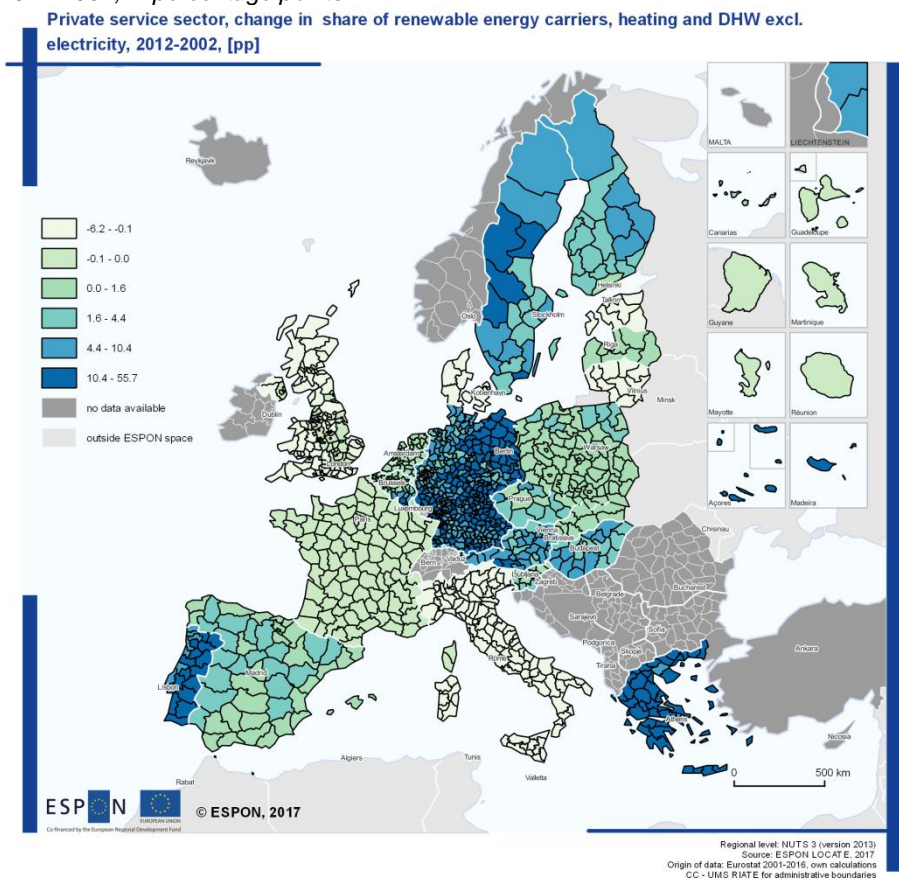 Private service sector, change in share of renewable energy carriers, heating and DHW excl.
electricity, 2012-2002, [pp]
MALTA
LIECHTENSTEIN
Reykjavik
Canarias
Guadeloupe
-6.2 - -0.1
-0.1 - 0.0
0.0 - 1.6
1.6 - 4.4
4.4 - 10.4
10.4 - 55.7
no data available
outside ESPON space
Oslo
Helsinki
Tallinn
Stockholm
Guyane
Martinique
Riga
København
Vilnius
Minsk
Dublin
Mayotte
Réunion
London
Amsterdam
Berlin
Warsaw
Brussels
Luxembourg
Prague
Açores
Madeira
Paris
Vienna
Bratislava
Chisinau
Bern
Vaduz
Budapest
Ljubljana
Zagreb
Belgrade
Bucharest
Sarajevo
Podgorica
Sofia
Skopje
Tirana
Rome
Ankara
Madrid
Lisbon
Athens
Nicosia
Algiers
Tunis
Valletta
Rabat
0
500 km
ESPON
EUROPEAN UNION
© ESPON, 2017
Co-financed by the European Regional Development Fund
Regional level: NUTS 3 (version 2013)
Source: ESPON LOCATE, 2017
Origin of data: Eurostat 2001-2016, own calculations
CC - UMS RIATE for administrative boundaries